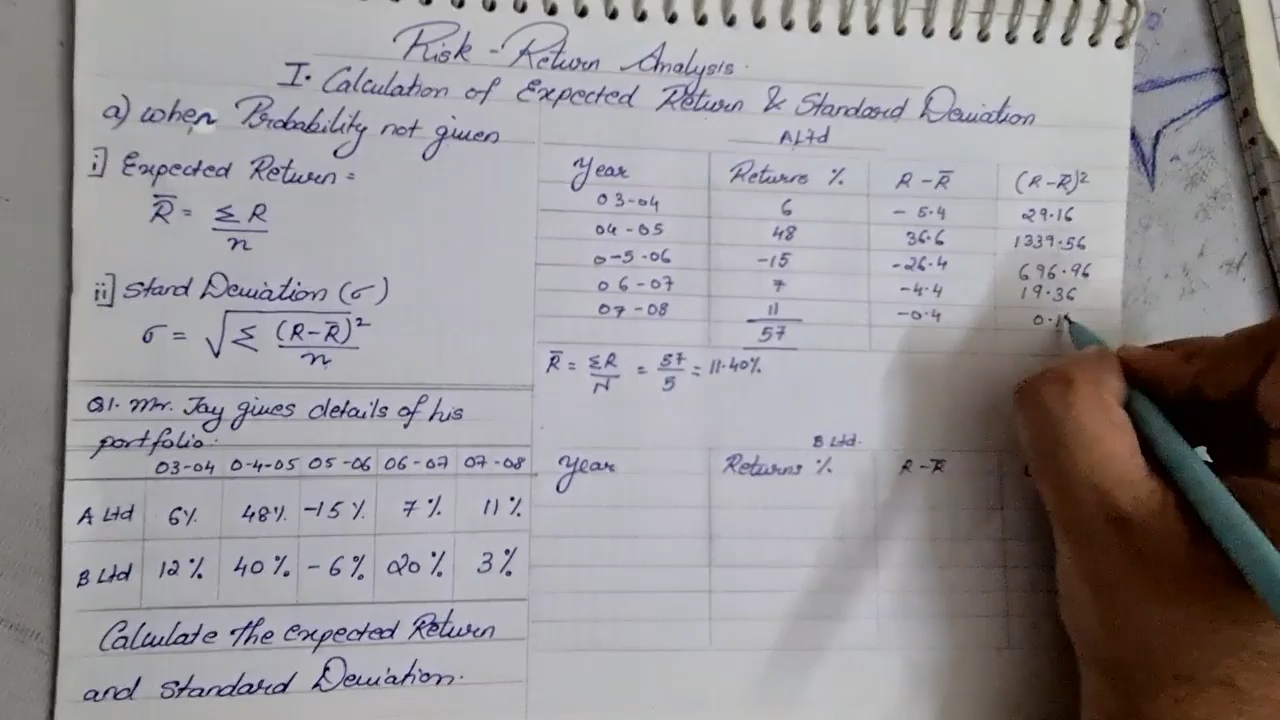 Risk - Return Analysis.
I. Calculation of Expected Return & Standard Deviation
a) when Probability not given
i] Expected Return =
R̅ = Σ R / n
ii] Stand Deviation (σ)
σ = √ Σ (R-R̅)² / n
Q1. Mr. Jay gives details of his
portfolio.
03-04 0-4-05 05-06 06-07 07-08
A Ltd 6% 48% -15% 7% 11%
B Ltd 12% 40% -6% 20% 3%
Calculate the expected Return
and Standard Deviation.
A Ltd
Year Returns % R - R̅ (R-R̅)²
03-04 6 -5.4 29.16
04-05 48 36.6 1339.56
0-5-06 -15 -26.4 696.96
06-07 7 -4.4 19.36
07-08 11 -0.4 0.1
57
R̅ = ΣR / N = 57 / 5 = 11.40%
B Ltd.
Year Returns % R - R̅